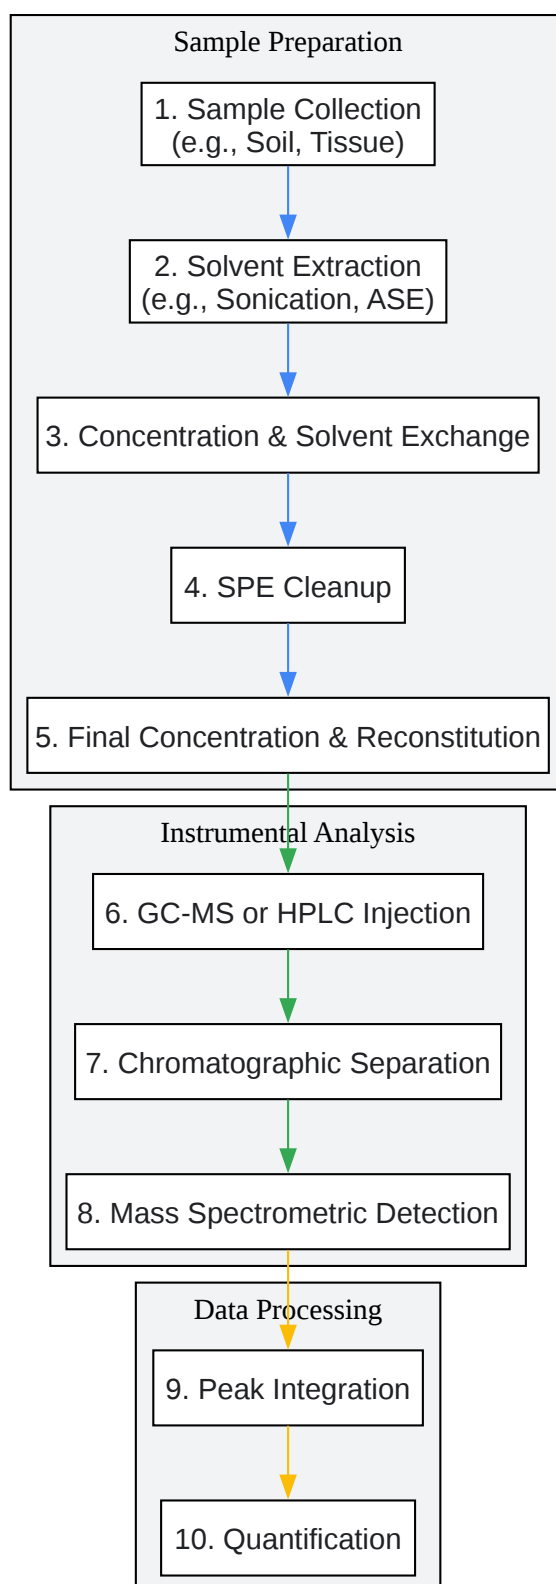 Sample Preparation
1. Sample Collection
(e.g., Soil, Tissue)
2. Solvent Extraction
(e.g., Sonication, ASE)
3. Concentration & Solvent Exchange
4. SPE Cleanup
5. Final Concentration & Reconstitution
Instrumental Analysis
6. GC-MS or HPLC Injection
7. Chromatographic Separation
8. Mass Spectrometric Detection
Data Processing
9. Peak Integration
10. Quantification